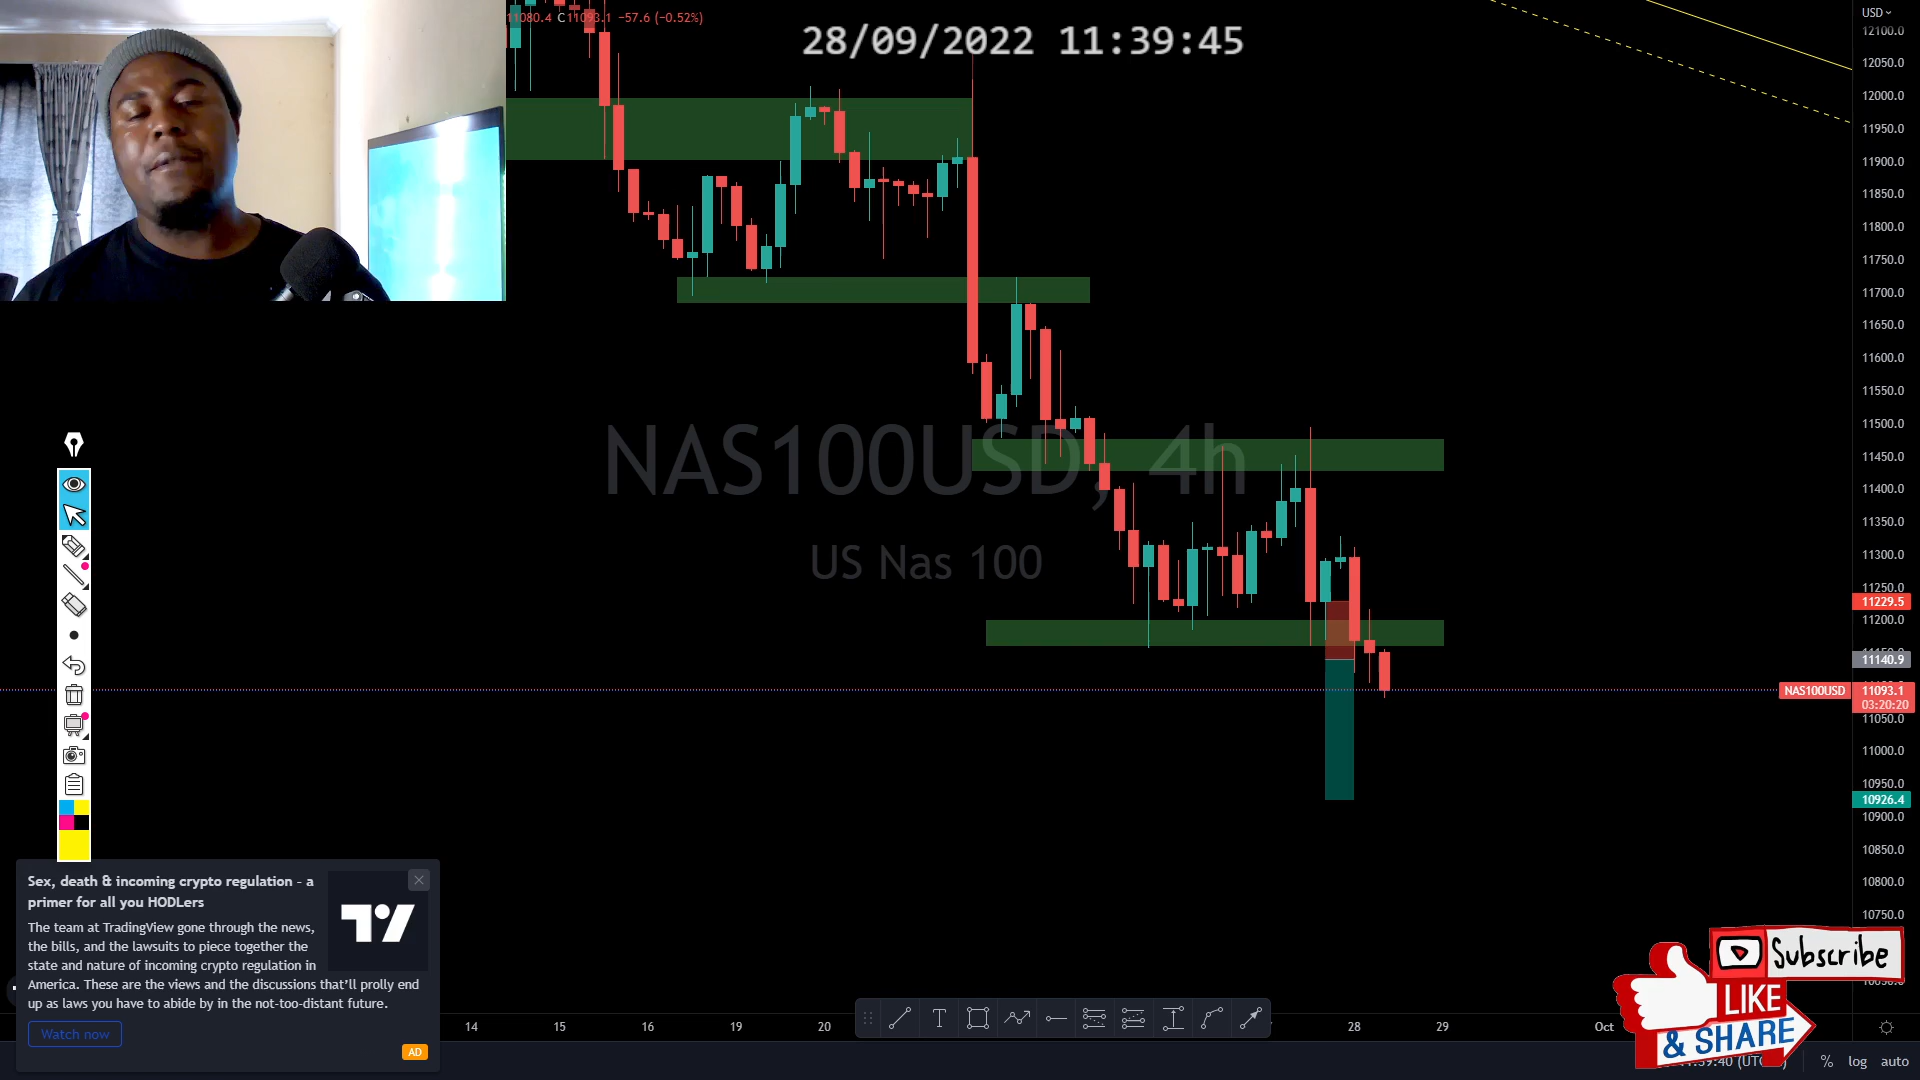 11080.4 C11093.1 −57.6 (−0.52%)
28/09/2022 11:39:45
USD
12100.0
12050.0
12000.0
11950.0
11900.0
11850.0
11800.0
11750.0
11700.0
11650.0
11600.0
11550.0
11500.0
11450.0
11400.0
11350.0
11300.0
11250.0
11229.5
11200.0
11140.9
NAS100USD 11093.1
03:20:20
11050.0
11000.0
10950.0
10926.4
10900.0
10850.0
10800.0
10750.0
NAS100USD, 4h
US Nas 100
Sex, death & incoming crypto regulation - a
primer for all you HODLers
The team at TradingView gone through the news,
the bills, and the lawsuits to piece together the
state and nature of incoming crypto regulation in
America. These are the views and the discussions that'll prolly end
up as laws you have to abide by in the not-too-distant future.
Watch now
AD
14 15 16 19 20 28 29 Oct
Subscribe
LIKE
& SHARE
% log auto